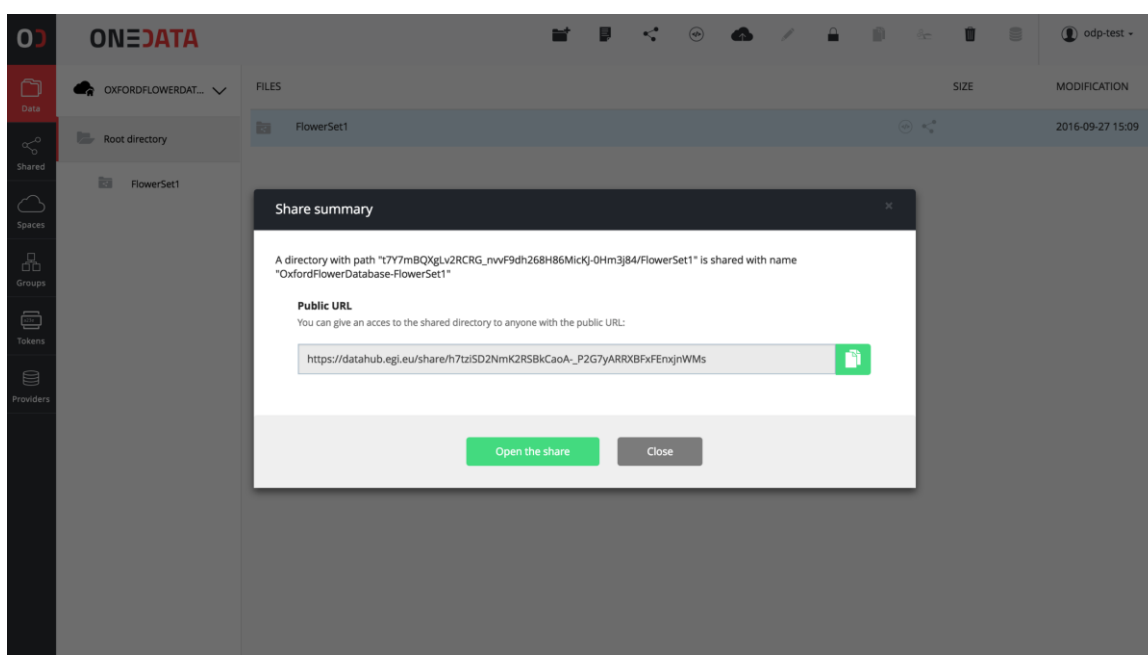 ONEDATA
odp-test
Data
Shared
Spaces
Groups
Tokens
Providers
OXFORDFLOWERDAT...
Root directory
FlowerSet1
FILES SIZE MODIFICATION
FlowerSet1 2016-09-27 15:09
Share summary
A directory with path "t7Y7mBQXgLv2RCRG_nvvF9dh268H86MicKJ-0Hm3j84/FlowerSet1" is shared with name
"OxfordFlowerDatabase-FlowerSet1"
Public URL
You can give an acces to the shared directory to anyone with the public URL:
https://datahub.egi.eu/share/h7tziSD2NmK2RSBkCaoA-_P2G7yARRXBFxFEnxjnWMs
Open the share
Close